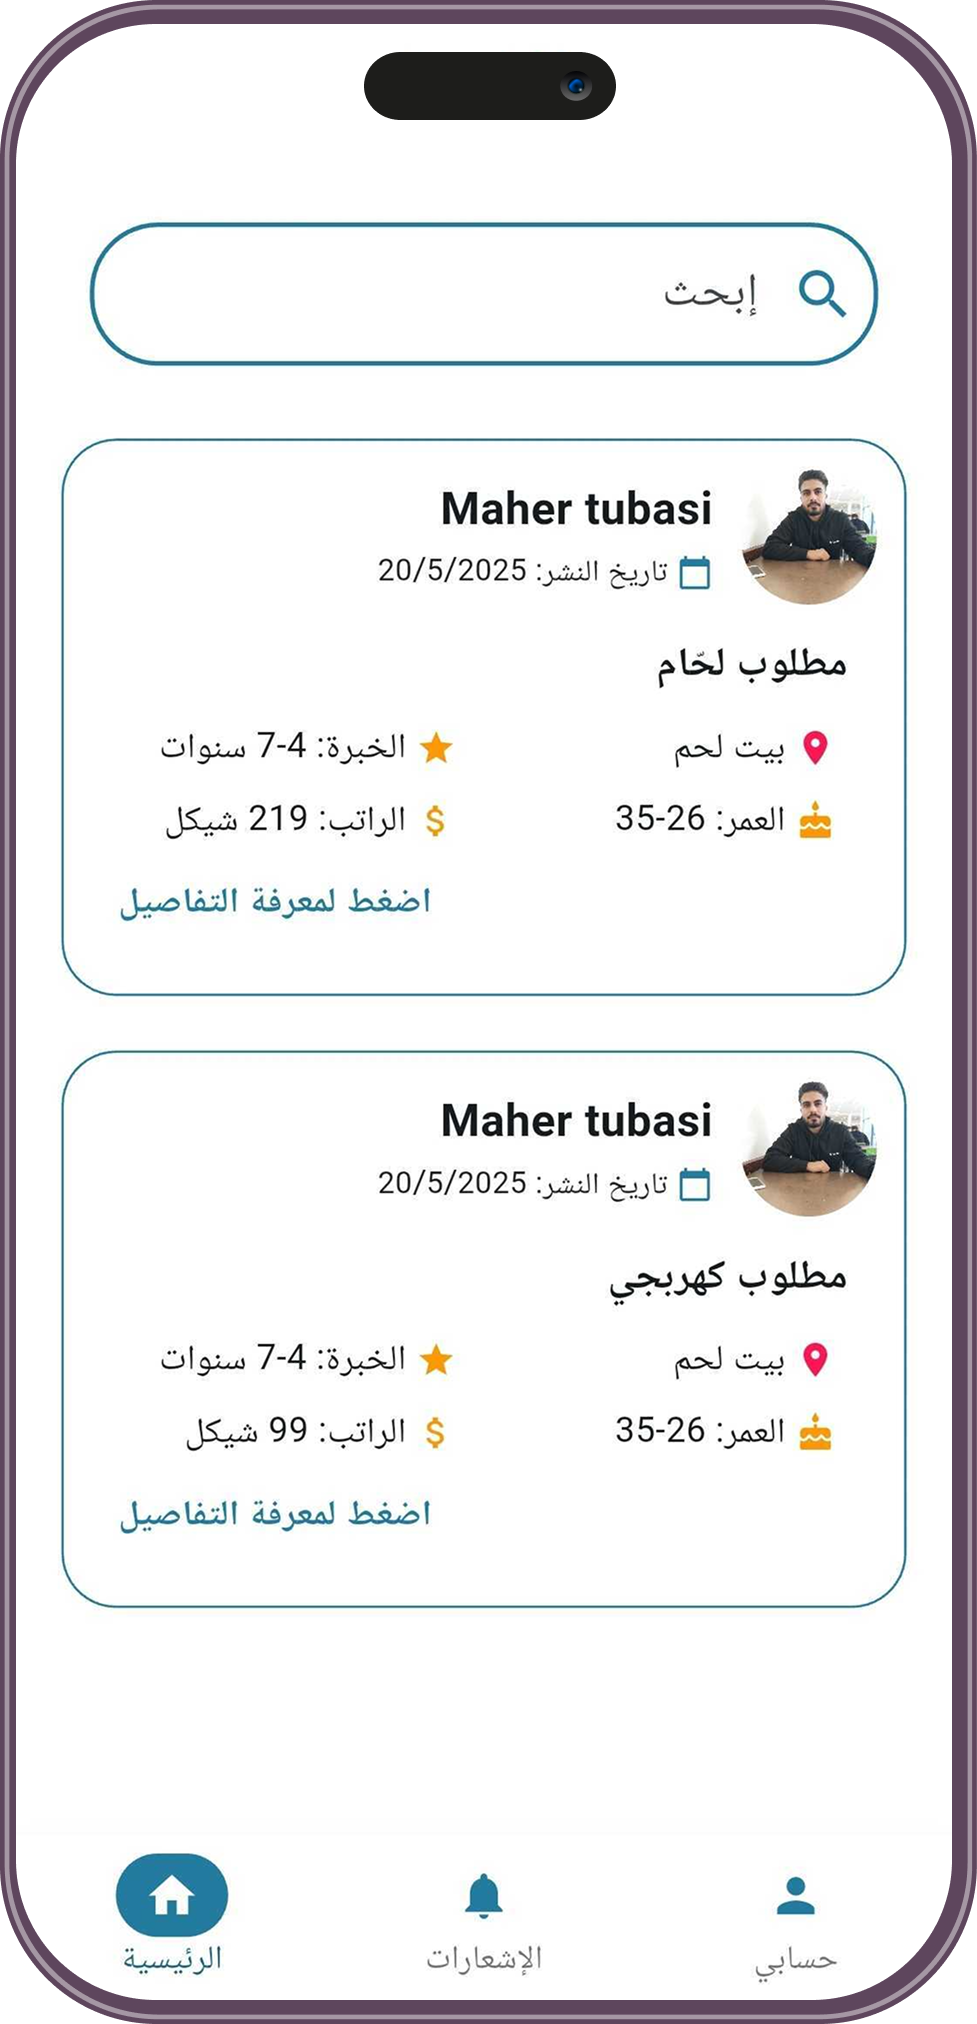 إبحث
Maher tubasi
تاريخ النشر: 20/5/2025
مطلوب لحّام
بيت لحم
الخبرة: 4-7 سنوات
العمر: 26-35
الراتب: 219 شيكل
اضغط لمعرفة التفاصيل
Maher tubasi
تاريخ النشر: 20/5/2025
مطلوب كهربجي
بيت لحم
الخبرة: 4-7 سنوات
العمر: 26-35
الراتب: 99 شيكل
اضغط لمعرفة التفاصيل
حسابي
الإشعارات
الرئيسية